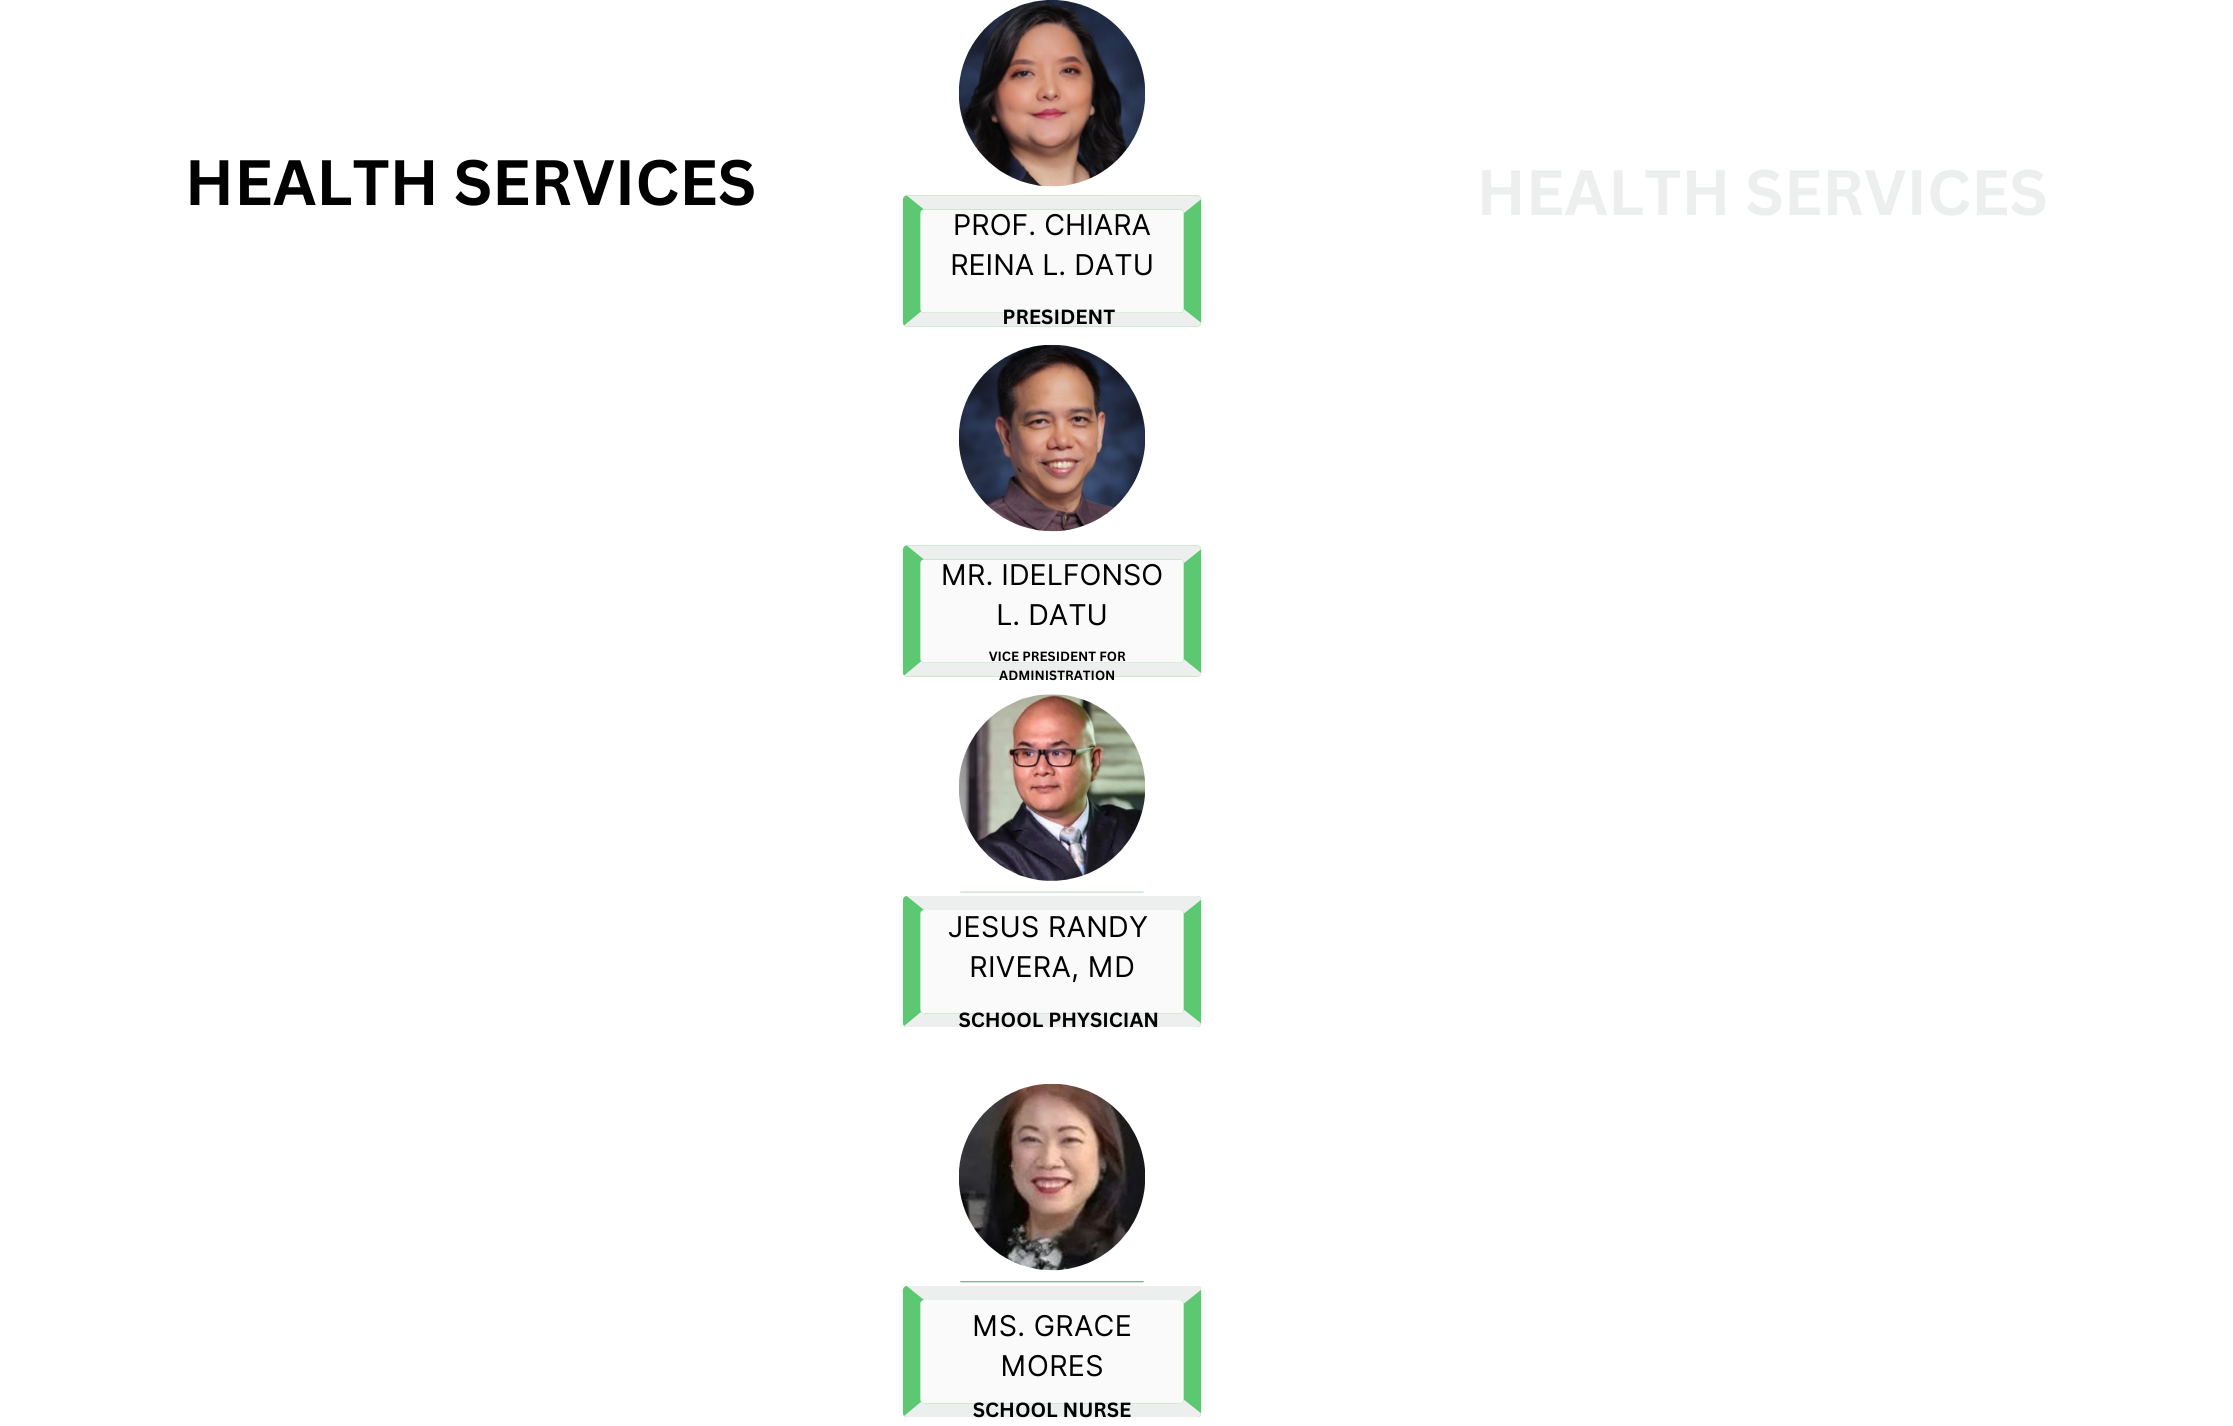 HEALTH SERVICES
HEALTH SERVICES
PROF. CHIARA
REINA L. DATU
PRESIDENT
MR. IDELFONSO
L. DATU
VICE PRESIDENT FOR
ADMINISTRATION
JESUS RANDY
RIVERA, MD
SCHOOL PHYSICIAN
MS. GRACE
MORES
SCHOOL NURSE